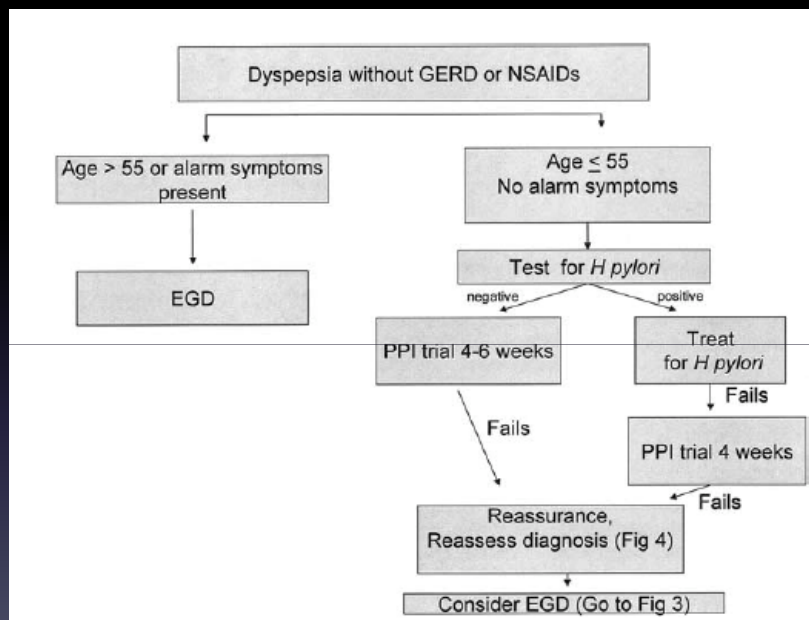 Dyspepsia without GERD or NSAIDs
Age > 55 or alarm symptoms
present
EGD
Age ≤ 55
No alarm symptoms
Test for H pylori
negative
positive
PPI trial 4-6 weeks
Treat
for H pylori
Fails
Fails
PPI trial 4 weeks
Fails
Reassurance,
Reassess diagnosis (Fig 4)
Consider EGD (Go to Fig 3)